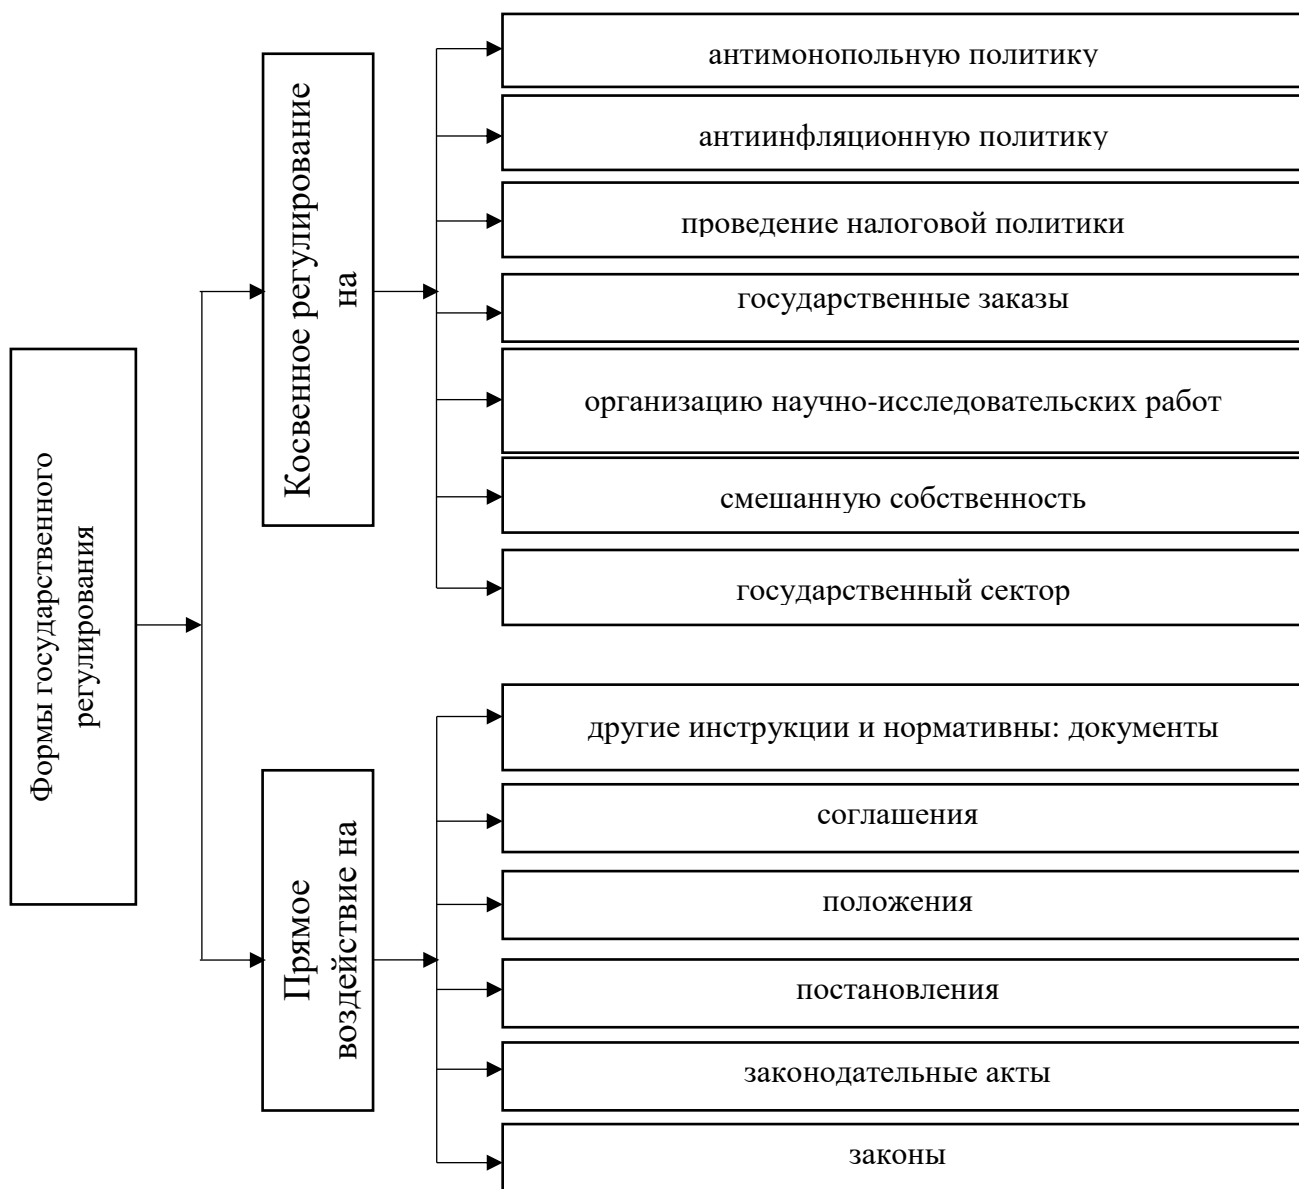 Формы государственного
регулирования
Косвенное регулирование
на
антимонопольную политику
антиинфляционную политику
проведение налоговой политики
государственные заказы
организацию научно-исследовательских работ
смешанную собственность
государственный сектор
Прямое
воздействие на
другие инструкции и нормативны: документы
соглашения
положения
постановления
законодательные акты
законы